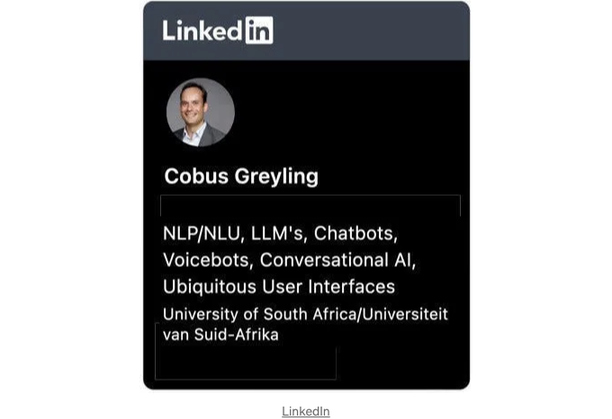 Linkedin
Cobus Greyling
NLP/NLU, LLM's, Chatbots,
Voicebots, Conversational AI,
Ubiquitous User Interfaces
University of South Africa/Universiteit
van Suid-Afrika
LinkedIn